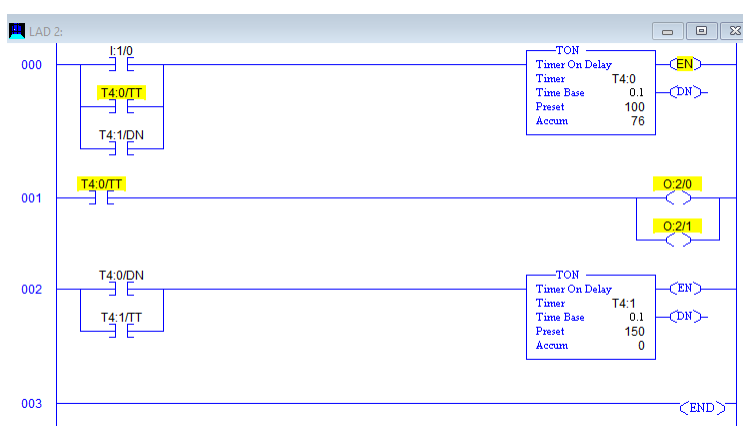 LAD 2:
I:1/0
TON
000
Timer On Delay
EN
Timer T4:0
T4:0/TT
Time Base 0.1
DN
Preset 100
Accum 76
T4:1/DN
T4:0/TT
O:2/0
001
O:2/1
T4:0/DN
TON
002
Timer On Delay
EN
Timer T4:1
T4:1/TT
Time Base 0.1
DN
Preset 150
Accum 0
003
END